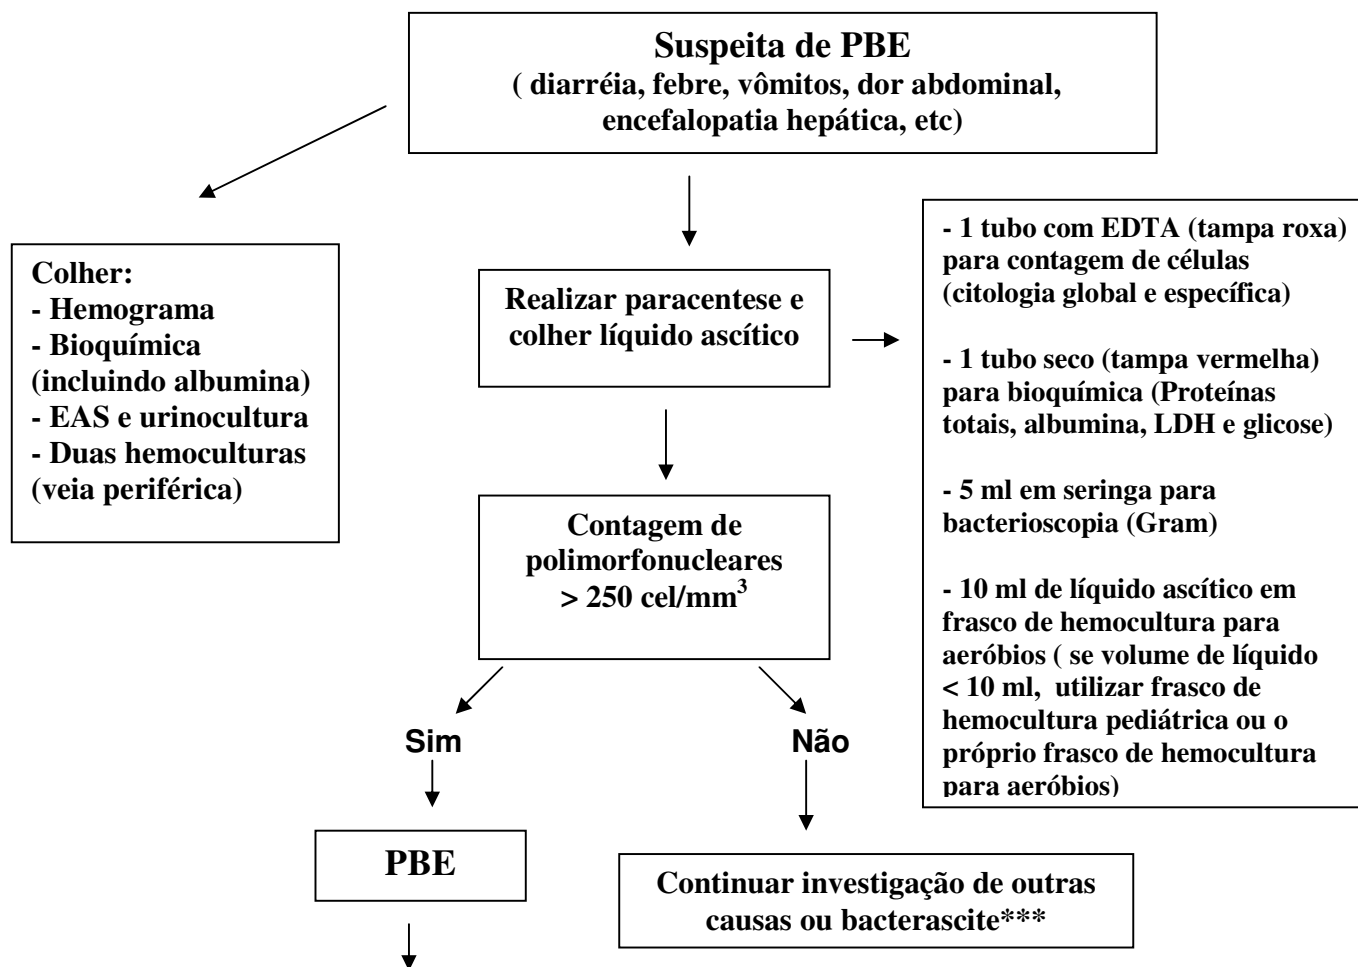 Suspeita de PBE
( diarréia, febre, vômitos, dor abdominal,
encefalopatia hepática, etc)
Colher:
- Hemograma
- Bioquímica
(incluindo albumina)
- EAS e urinocultura
- Duas hemoculturas
(veia periférica)
Realizar paracentese e
colher líquido ascítico
- 1 tubo com EDTA (tampa roxa)
para contagem de células
(citologia global e específica)
- 1 tubo seco (tampa vermelha)
para bioquímica (Proteínas
totais, albumina, LDH e glicose)
- 5 ml em seringa para
bacterioscopia (Gram)
- 10 ml de líquido ascítico em
frasco de hemocultura para
aeróbios ( se volume de líquido
< 10 ml,  utilizar frasco de
hemocultura pediátrica ou o
próprio frasco de hemocultura
para aeróbios)
Contagem de
polimorfonucleares
> 250 cel/mm³
Sim
Não
PBE
Continuar investigação de outras
causas ou bacterascite***